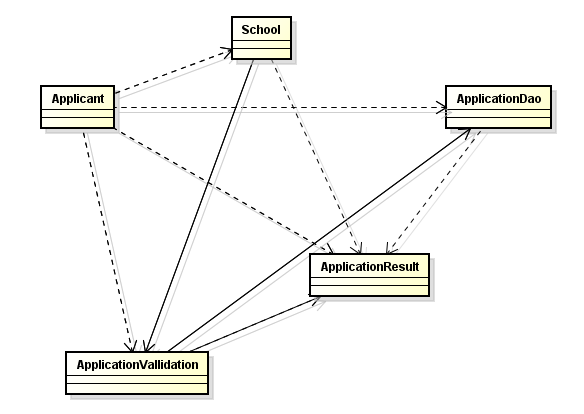 School
Applicant
ApplicationDao
ApplicationResult
ApplicationVallidation